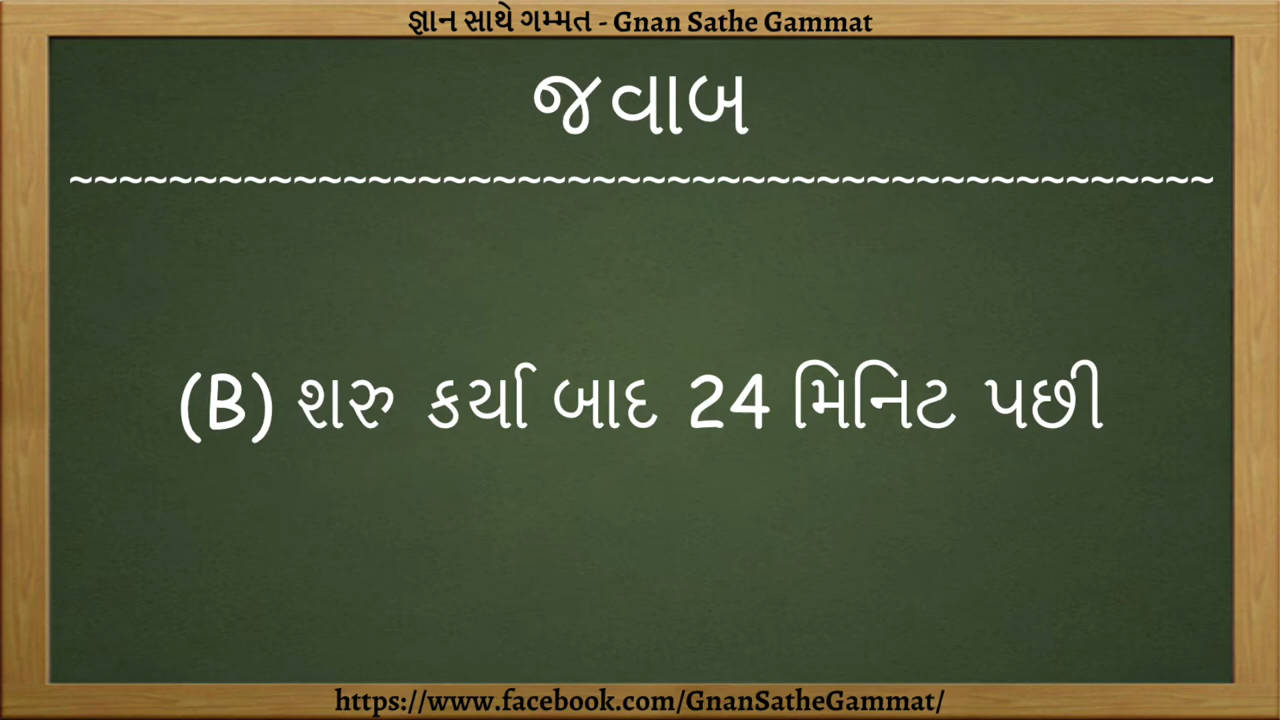 જ્ઞાન સાથે ગમ્મત - Gnan Sathe Gammat
જવાબ
~~~~~~~~~~~~~~~~~~~~~~~~~~~~~~~~~~~~~~~~~~~~~~
(B) શરુ કર્યા બાદ 24 મિનિટ પછી
https://www.facebook.com/GnanSatheGammat/